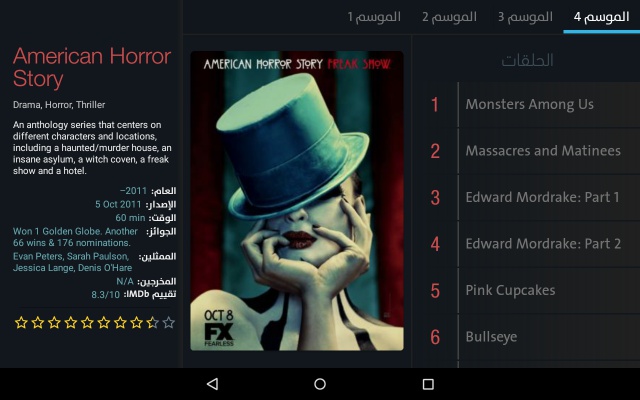 الموسم 1
الموسم 2
الموسم 3
الموسم 4
American Horror
Story
Drama, Horror, Thriller
An anthology series that centers on
different characters and locations,
including a haunted/murder house, an
insane asylum, a witch coven, a freak
show and a hotel.
العام: 2011–
الإصدار: 5 Oct 2011
الوقت: 60 min
الجوائز: Won 1 Golden Globe. Another
66 wins & 176 nominations.
الممثلين: Evan Peters, Sarah Paulson,
Jessica Lange, Denis O'Hare
المخرجين: N/A
تقييم IMDb: 8.3/10
AMERICAN HORROR STORY FREAK SHOW
OCT 8
FX
FEARLESS
الحلقات
1 Monsters Among Us
2 Massacres and Matinees
3 Edward Mordrake: Part 1
4 Edward Mordrake: Part 2
5 Pink Cupcakes
6 Bullseye